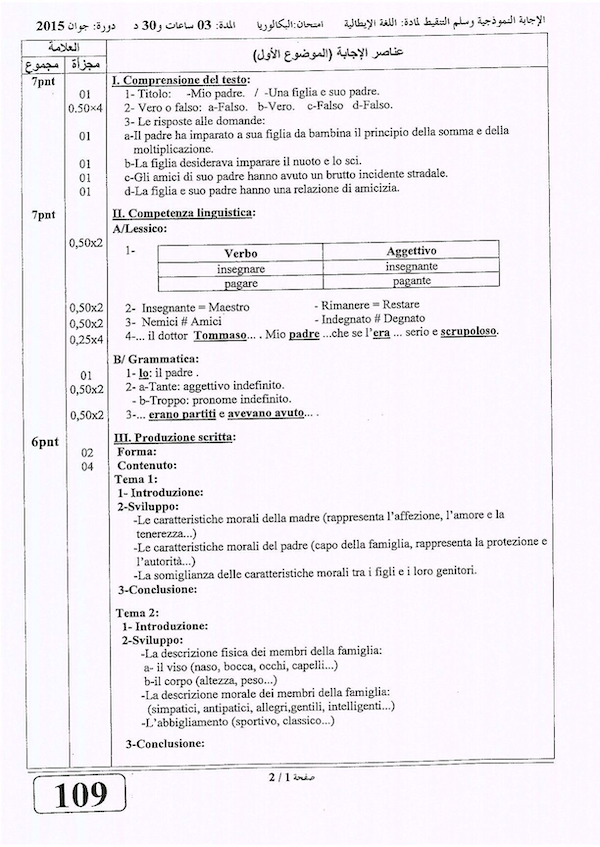 الإجابة النموذجية وسلم التنقيط لمادة: اللغة الإيطالية امتحان:البكالوريا المدة: 03 ساعات و30 د دورة: جوان 2015
عناصر الإجابة (الموضوع الأول) العلامة
مجزأة مجموع
7pnt I. Comprensione del testo:
01 1- Titolo: -Mio padre. / -Una figlia e suo padre.
0.50×4 2- Vero o falso: a-Falso. b-Vero. c-Falso d-Falso.
3- Le risposte alle domande:
01 a-Il padre ha imparato a sua figlia da bambina il principio della somma e della
moltiplicazione.
01 b-La figlia desiderava imparare il nuoto e lo sci.
01 c-Gli amici di suo padre hanno avuto un brutto incidente stradale.
01 d-La figlia e suo padre hanno una relazione di amicizia.
7pnt II. Competenza linguistica:
A/Lessico:
0,50x2 1- Verbo Aggettivo
insegnare insegnante
pagare pagante
0,50x2 2- Insegnante = Maestro - Rimanere = Restare
0,50x2 3- Nemici # Amici - Indegnato # Degnato
0,25x4 4-... il dottor Tommaso... . Mio padre ...che se l'era ... serio e scrupoloso.
B/ Grammatica:
01 1- lo: il padre .
0,50x2 2- a-Tante: aggettivo indefinito.
- b-Troppo: pronome indefinito.
0,50x2 3-... erano partiti e avevano avuto... .
6pnt III. Produzione scritta:
02 Forma:
04 Contenuto:
Tema 1:
1- Introduzione:
2-Sviluppo:
-Le caratteristiche morali della madre (rappresenta l'affezione, l'amore e la
tenerezza...)
-Le caratteristiche morali del padre (capo della famiglia, rappresenta la protezione e
l'autorità...)
-La somiglianza delle caratteristiche morali tra i figli e i loro genitori.
3-Conclusione:
Tema 2:
1- Introduzione:
2-Sviluppo:
-La descrizione fisica dei membri della famiglia:
a- il viso (naso, bocca, occhi, capelli...)
b-il corpo (altezza, peso...)
-La descrizione morale dei membri della famiglia:
(simpatici, antipatici, allegri,gentili, intelligenti...)
-L'abbigliamento (sportivo, classico...)
3-Conclusione:
صفحة 1 / 2
109